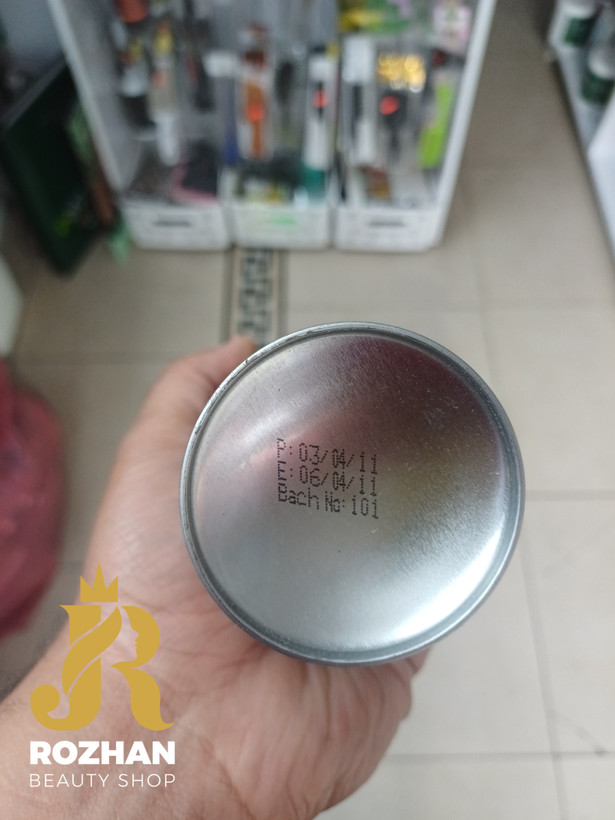 P: 03/04/11
E: 06/04/11
Bach No: 101
ROZHAN
BEAUTY SHOP